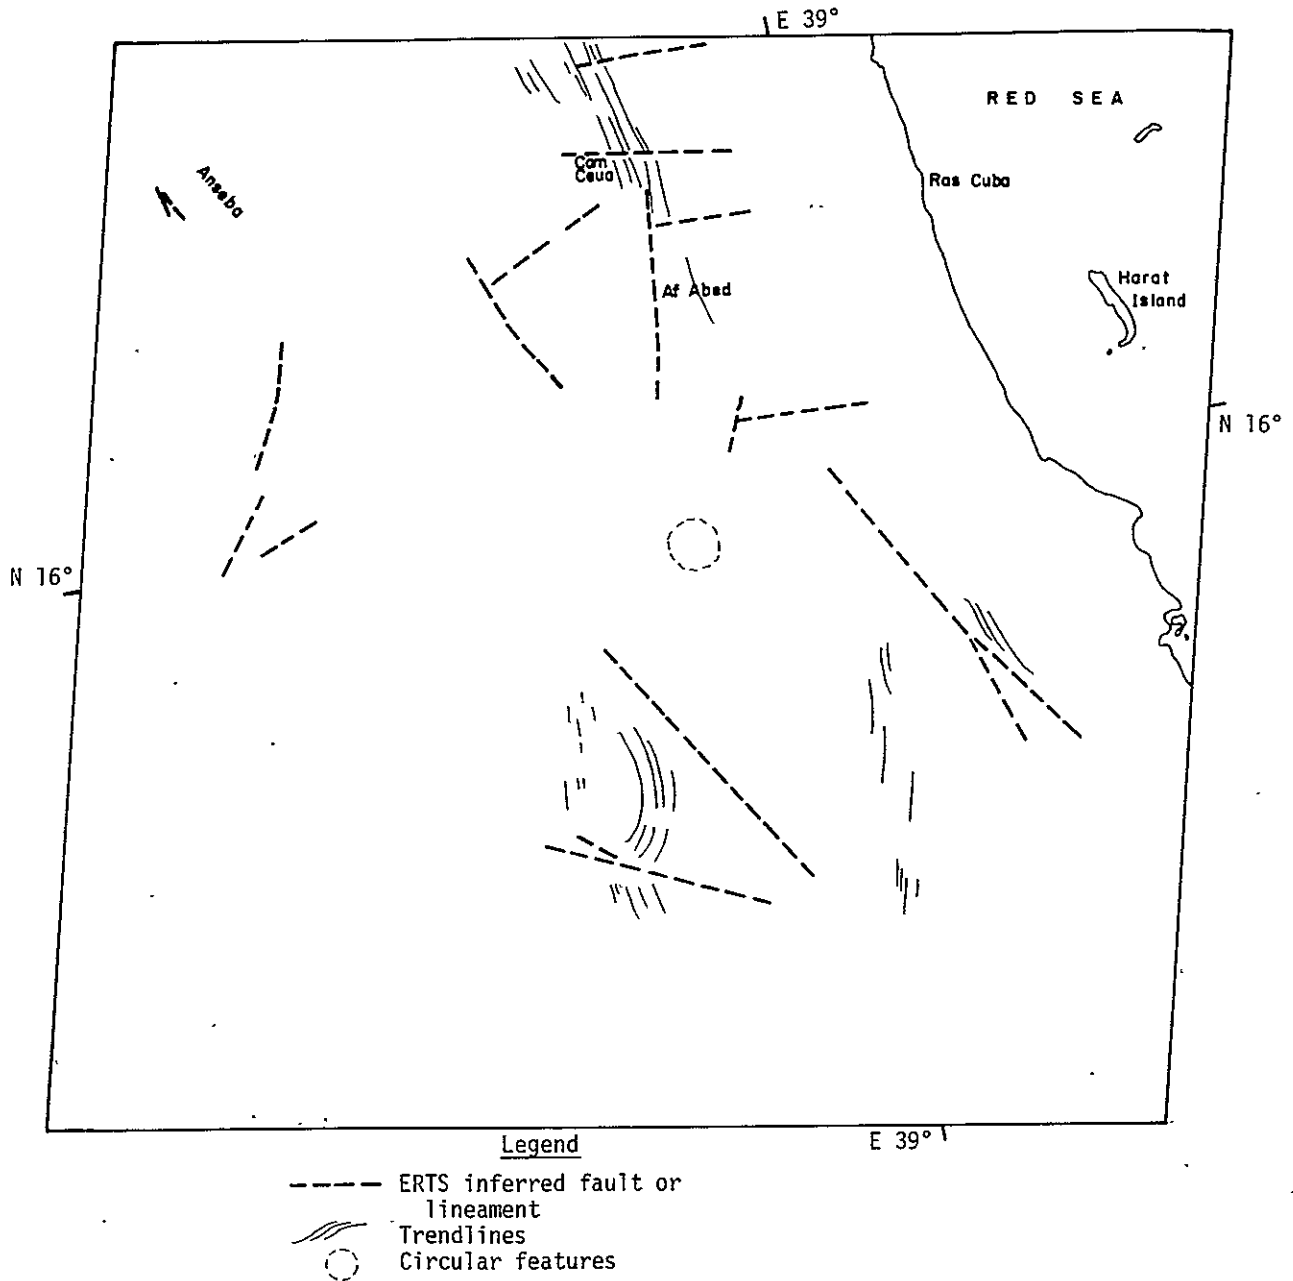 E 39°
RED SEA
Anseba
Cam
Ceua
Ras Cuba
Af Abed
Harat
Island
N 16°
N 16°
E 39°
Legend
ERTS inferred fault or
lineament
Trendlines
Circular features